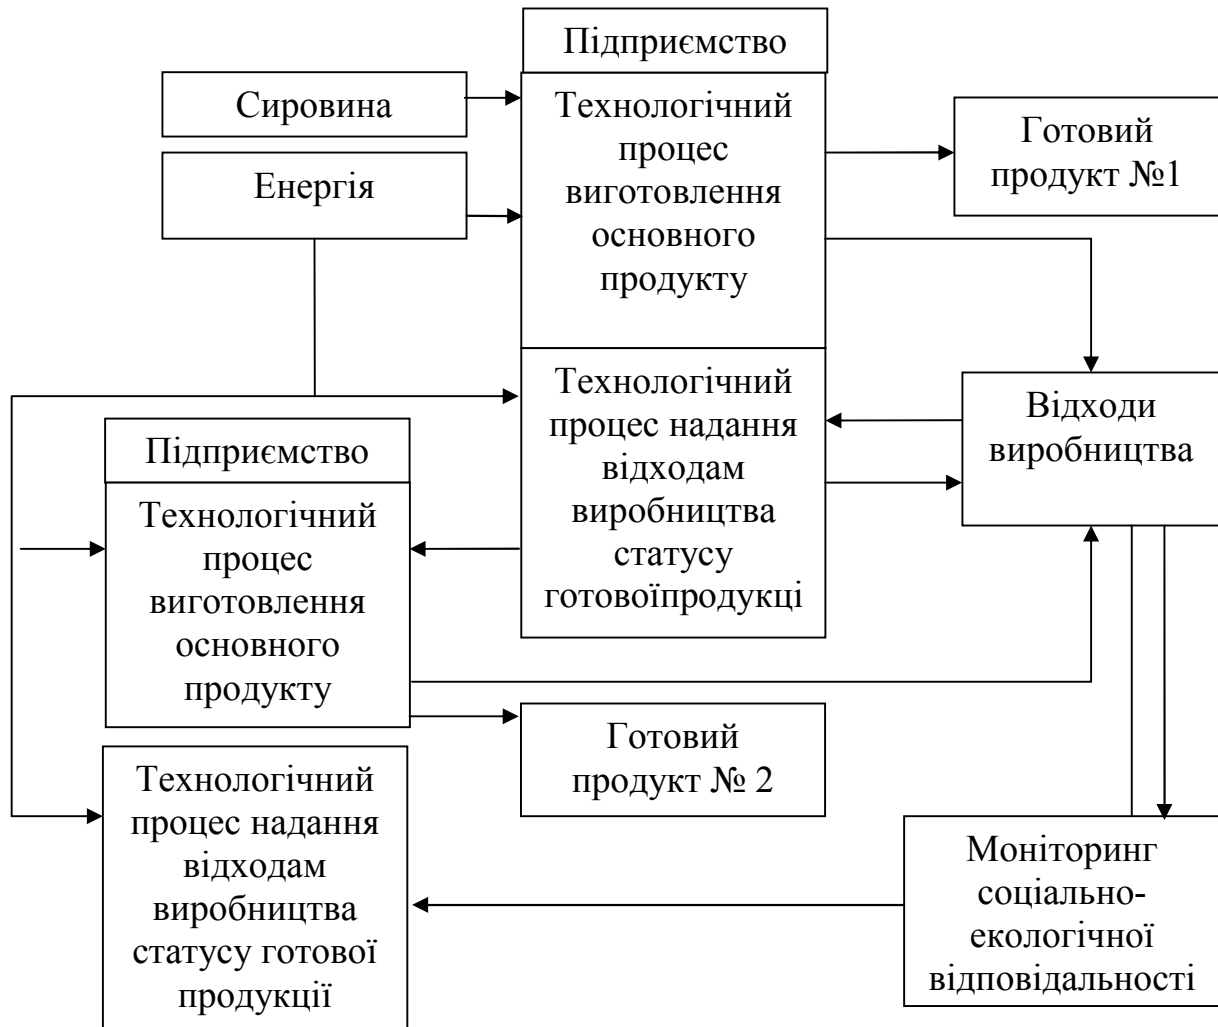 Підприємство
Сировина
Енергія
Технологічний
процес
виготовлення
основного
продукту
Готовий
продукт №1
Технологічний
процес надання
відходам
виробництва
статусу
готовоїпродукці
Відходи
виробництва
Підприємство
Технологічний
процес
виготовлення
основного
продукту
Готовий
продукт № 2
Технологічний
процес надання
відходам
виробництва
статусу готової
продукції
Моніторинг
соціально-
екологічної
відповідальності